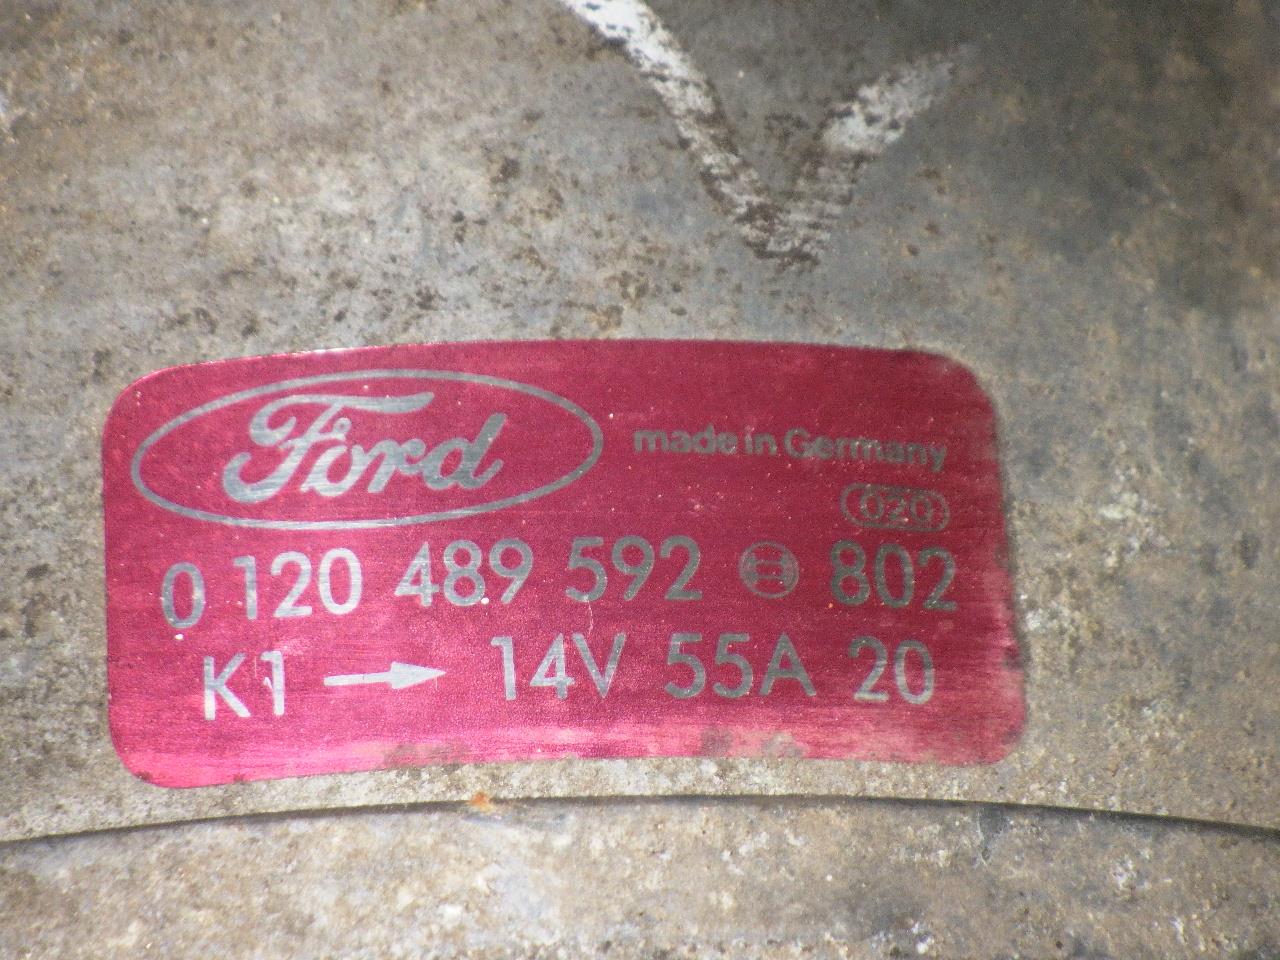 Ford
made in Germany
020
0 120 489 592 802
K1 → 14V 55A 20